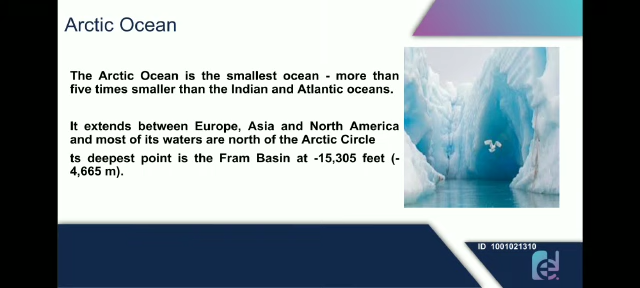 Arctic Ocean
The Arctic Ocean is the smallest ocean - more than
five times smaller than the Indian and Atlantic oceans.
It extends between Europe, Asia and North America
and most of its waters are north of the Arctic Circle
ts deepest point is the Fram Basin at -15,305 feet (-
4,665 m).
ID 1001021310